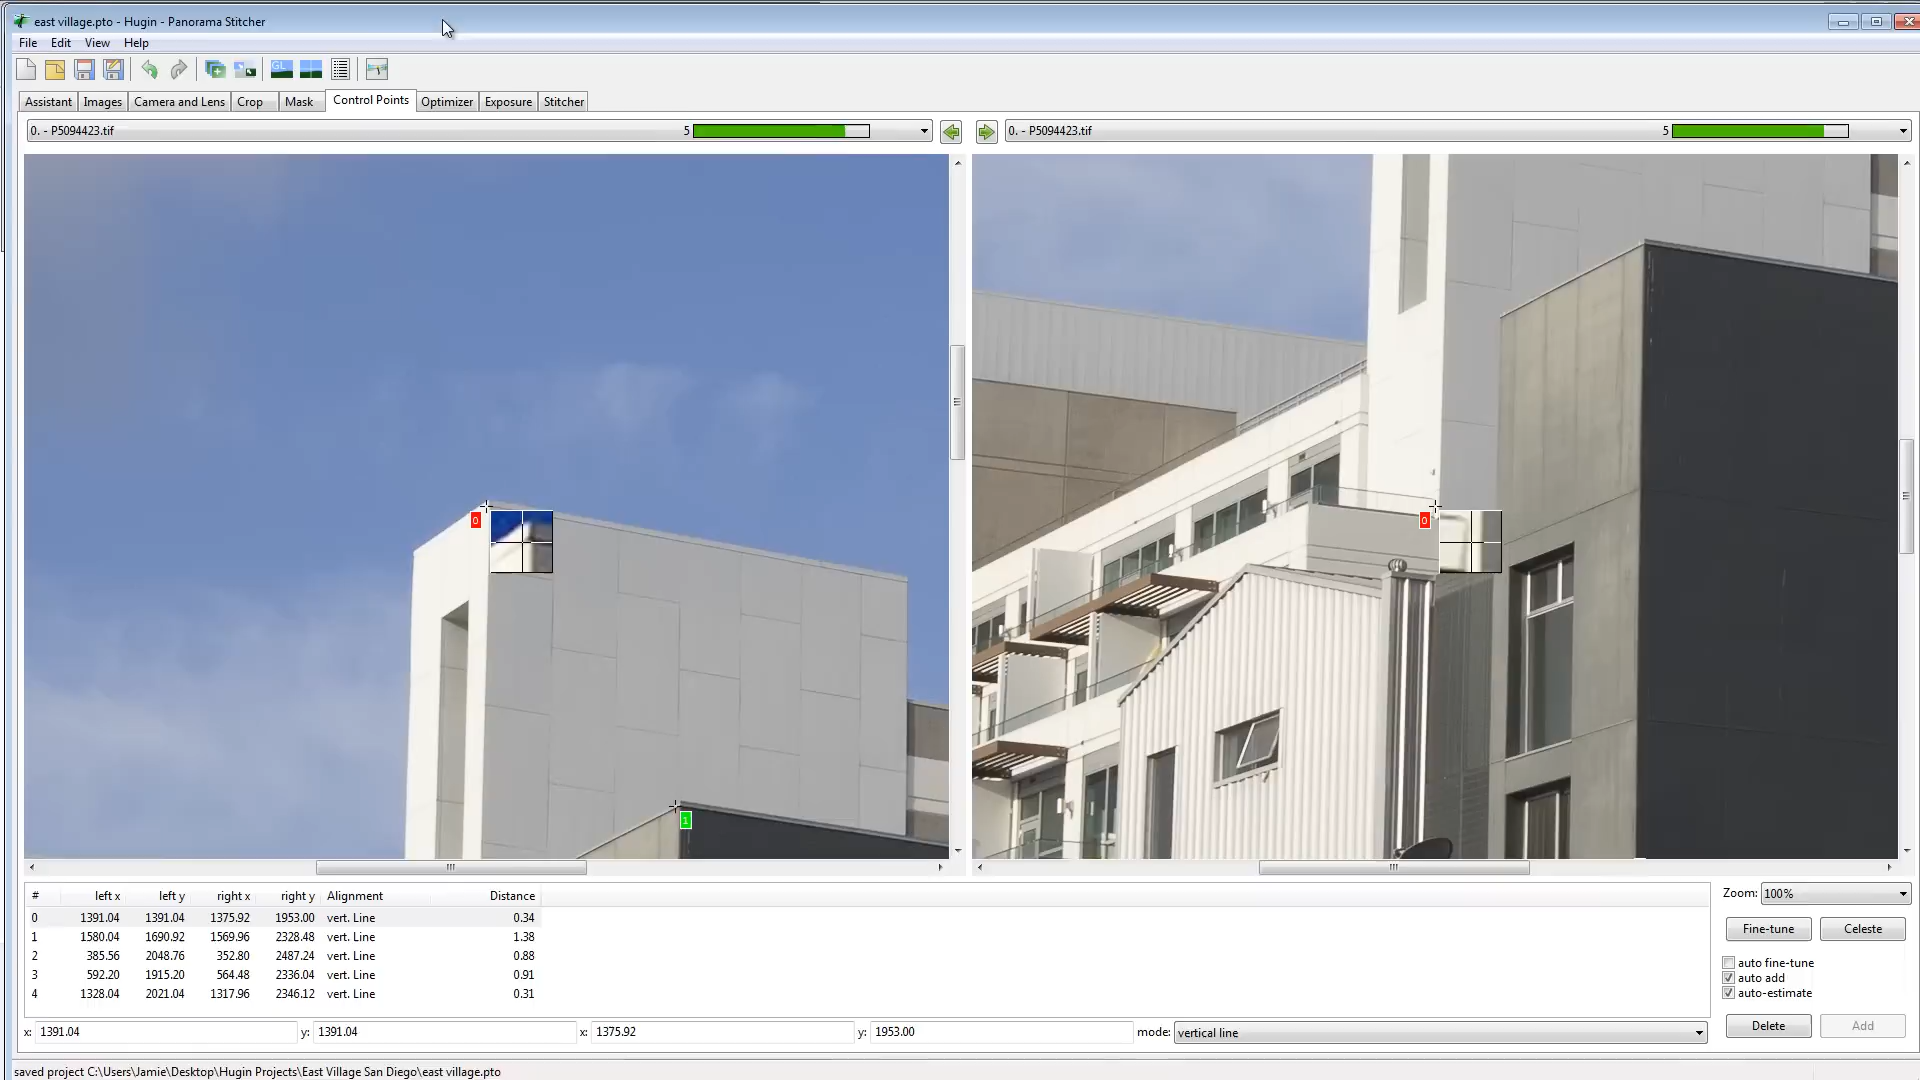 east village.pto - Hugin - Panorama Stitcher
File Edit View Help
GL
Assistant Images Camera and Lens Crop Mask Control Points Optimizer Exposure Stitcher
0. - P5094423.tif 5 0. - P5094423.tif 5
0 0
1
# left x left y right x right y Alignment Distance
0 1391.04 1391.04 1375.92 1953.00 vert. Line 0.34
1 1580.04 1690.92 1569.96 2328.48 vert. Line 1.38
2 385.56 2048.76 352.80 2487.24 vert. Line 0.88
3 592.20 1915.20 564.48 2336.04 vert. Line 0.91
4 1328.04 2021.04 1317.96 2346.12 vert. Line 0.31
Zoom: 100%
Fine-tune Celeste
auto fine-tune
auto add
auto-estimate
x: 1391.04 y: 1391.04 x: 1375.92 y: 1953.00 mode: vertical line
Delete Add
saved project C:\Users\Jamie\Desktop\Hugin Projects\East Village San Diego\east village.pto